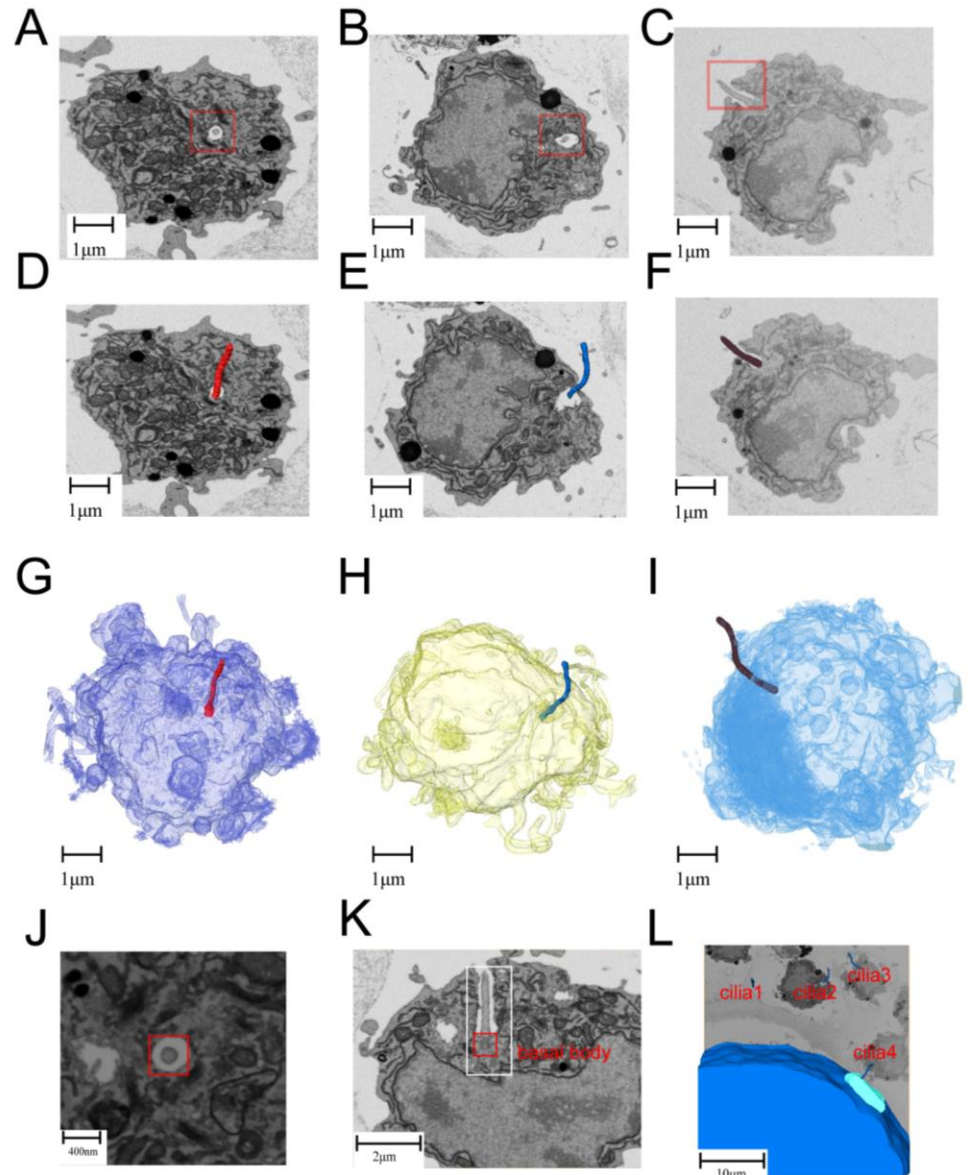 A
B
C
1μm
1μm
1μm
D
E
F
1μm
1μm
1μm
G
H
I
1μm
1μm
1μm
J
K
L
cilia1
cilia2
cilia3
basal body
cilia4
400nm
2μm
10μm